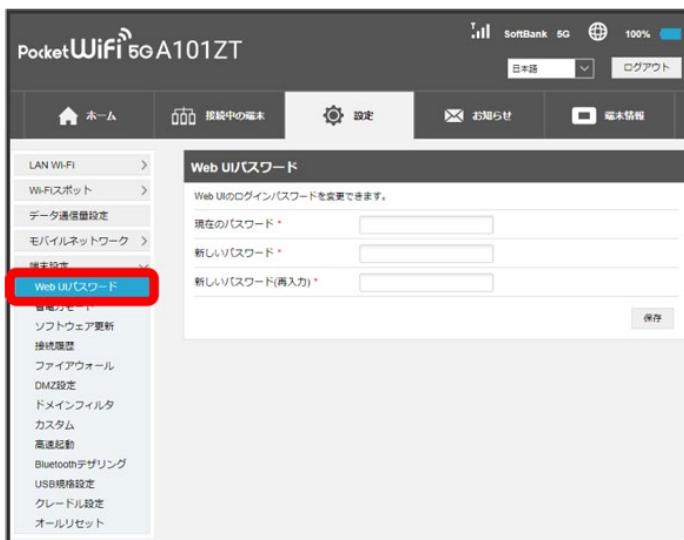 Pocket WiFi 5G A101ZT
SoftBank 5G 100%
日本語 ログアウト
ホーム 接続中の端末 設定 お知らせ 端末情報
LAN Wi-Fi
Wi-Fiスポット
データ通信量設定
モバイルネットワーク
端末設定
Web UIパスワード
省電力モード
ソフトウェア更新
接続履歴
ファイアウォール
DMZ設定
ドメインフィルタ
カスタム
高速起動
Bluetoothテザリング
USB規格設定
クレードル設定
オールリセット
Web UIパスワード
Web UIのログインパスワードを変更できます。
現在のパスワード *
新しいパスワード *
新しいパスワード(再入力) *
保存